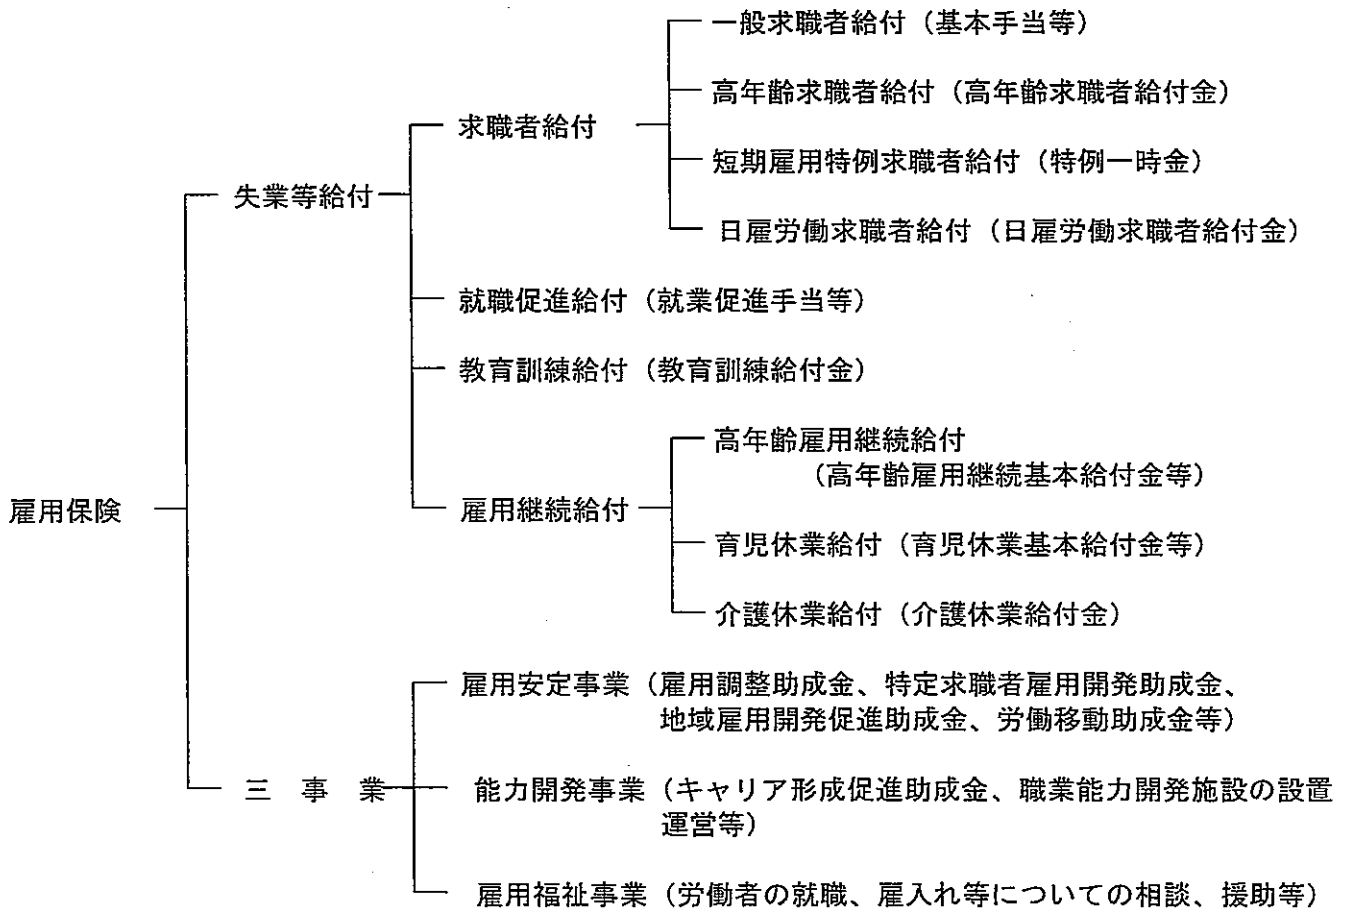 一般求職者給付（基本手当等）
高年齢求職者給付（高年齢求職者給付金）
求職者給付
短期雇用特例求職者給付（特例一時金）
失業等給付
日雇労働求職者給付（日雇労働求職者給付金）
就職促進給付（就業促進手当等）
教育訓練給付（教育訓練給付金）
高年齢雇用継続給付
（高年齢雇用継続基本給付金等）
雇用保険
雇用継続給付
育児休業給付（育児休業基本給付金等）
介護休業給付（介護休業給付金）
雇用安定事業（雇用調整助成金、特定求職者雇用開発助成金、
地域雇用開発促進助成金、労働移動助成金等）
三事業
能力開発事業（キャリア形成促進助成金、職業能力開発施設の設置
運営等）
雇用福祉事業（労働者の就職、雇入れ等についての相談、援助等）